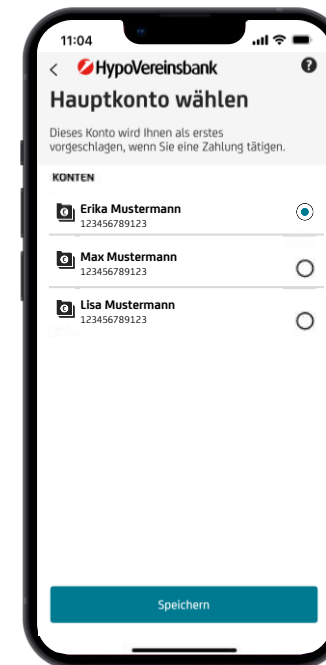 11:04
HypoVereinsbank
?
Hauptkonto wählen
Dieses Konto wird Ihnen als erstes
vorgeschlagen, wenn Sie eine Zahlung tätigen.
KONTEN
Erika Mustermann
123456789123
Max Mustermann
123456789123
Lisa Mustermann
123456789123
Speichern